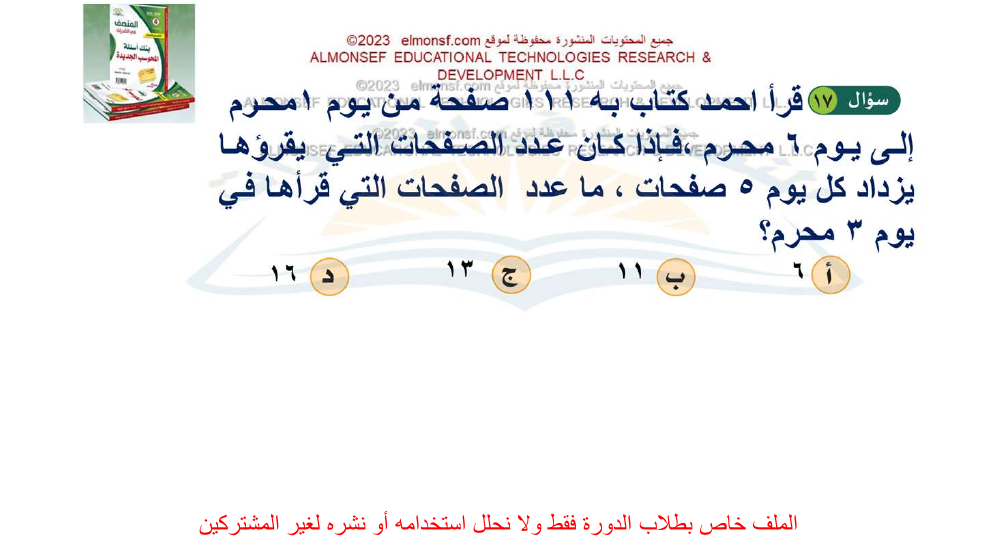 المنصف
بنك أسئلة
المحوسب الجديدة
جميع المحتويات المنشورة محفوظة لموقع elmonsf.com ©2023
ALMONSEF EDUCATIONAL TECHNOLOGIES RESEARCH &
DEVELOPMENT L.L.C
سؤال ١٧ قرأ احمد كتاب به ١١١ صفحة من يوم ١محرم
إلى يوم ٦ محرم ،فإذا كان عدد الصفحات التي يقرؤها
يزداد كل يوم ٥ صفحات ، ما عدد الصفحات التي قرأها في
يوم ٣ محرم؟
أ ٦ ب ١١ ج ١٣ د ١٦
الملف خاص بطلاب الدورة فقط ولا نحلل استخدامه أو نشره لغير المشتركين